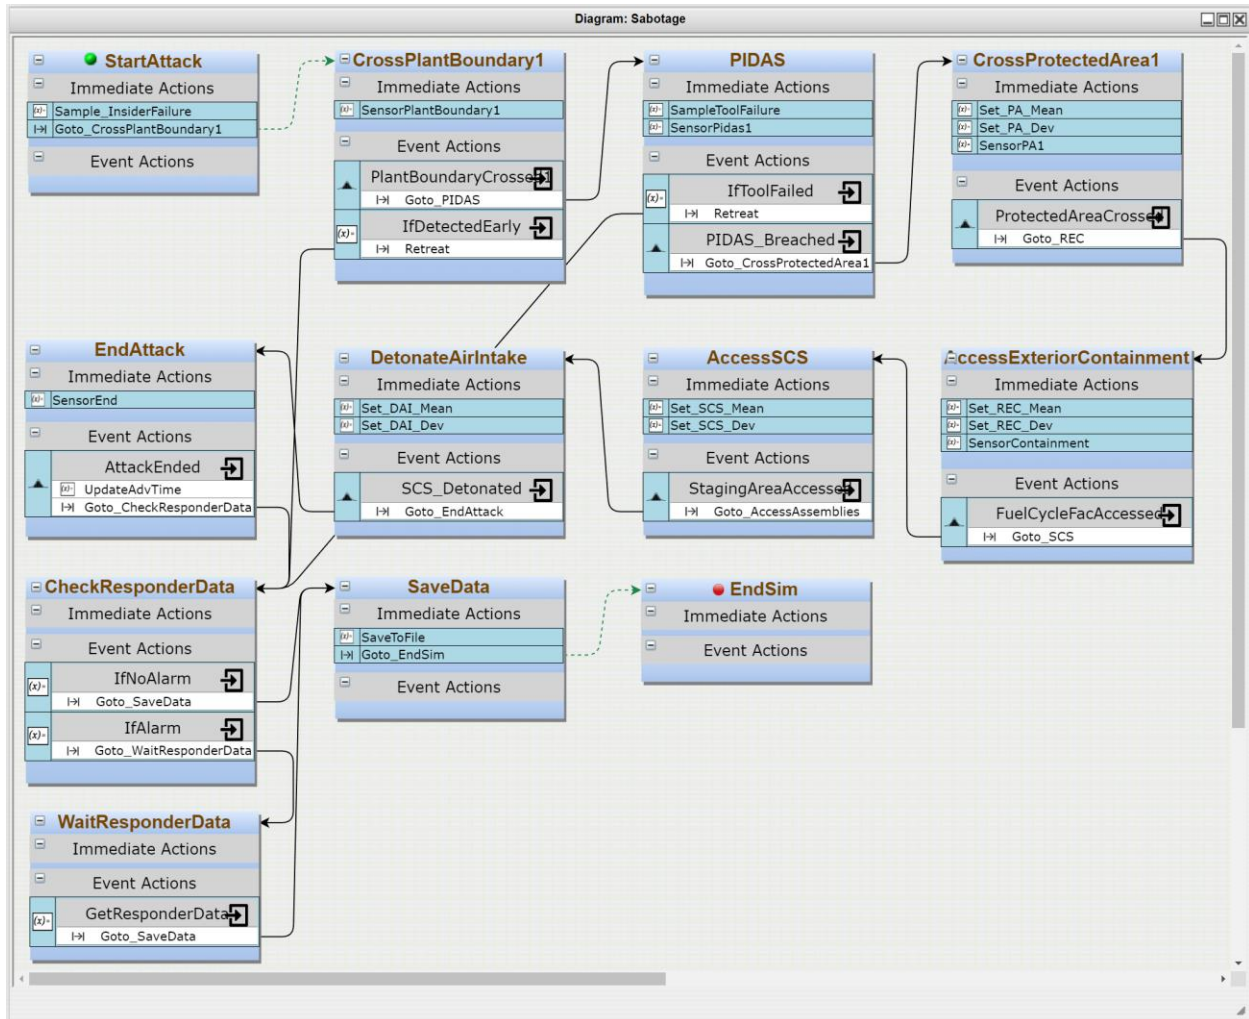 Diagram: Sabotage
StartAttack
Immediate Actions
Sample_InsiderFailure
Goto_CrossPlantBoundary1
Event Actions
CrossPlantBoundary1
Immediate Actions
SensorPlantBoundary1
Event Actions
PlantBoundaryCrossed1
Goto_PIDAS
IfDetectedEarly
Retreat
PIDAS
Immediate Actions
SampleToolFailure
SensorPidas1
Event Actions
IfToolFailed
Retreat
PIDAS_Breached
Goto_CrossProtectedArea1
CrossProtectedArea1
Immediate Actions
Set_PA_Mean
Set_PA_Dev
SensorPA1
Event Actions
ProtectedAreaCrossed
Goto_REC
EndAttack
Immediate Actions
SensorEnd
Event Actions
AttackEnded
UpdateAdvTime
Goto_CheckResponderData
DetonateAirIntake
Immediate Actions
Set_DAI_Mean
Set_DAI_Dev
Event Actions
SCS_Detonated
Goto_EndAttack
AccessSCS
Immediate Actions
Set_SCS_Mean
Set_SCS_Dev
Event Actions
StagingAreaAccessed
Goto_AccessAssemblies
AccessExteriorContainment
Immediate Actions
Set_REC_Mean
Set_REC_Dev
SensorContainment
Event Actions
FuelCycleFacAccessed
Goto_SCS
CheckResponderData
Immediate Actions
Event Actions
IfNoAlarm
Goto_SaveData
IfAlarm
Goto_WaitResponderData
SaveData
Immediate Actions
SaveToFile
Goto_EndSim
Event Actions
EndSim
Immediate Actions
Event Actions
WaitResponderData
Immediate Actions
Event Actions
GetResponderData
Goto_SaveData